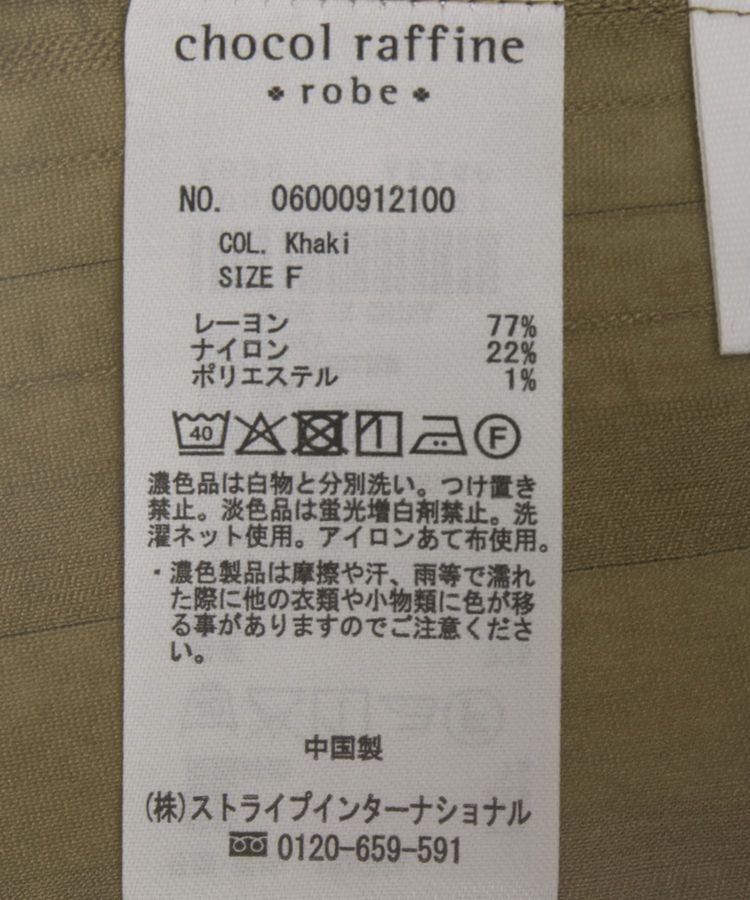 chocol raffine
robe
NO. 06000912100
COL. Khaki
SIZE F
レーヨン 77%
ナイロン 22%
ポリエステル 1%
40 F
濃色品は白物と分別洗い。つけ置き
禁止。淡色品は蛍光増白剤禁止。洗
濯ネット使用。アイロンあて布使用。
・濃色製品は摩擦や汗、雨等で濡れ
た際に他の衣類や小物類に色が移
る事がありますのでご注意くださ
い。
中国製
(株)ストライプインターナショナル
0120-659-591